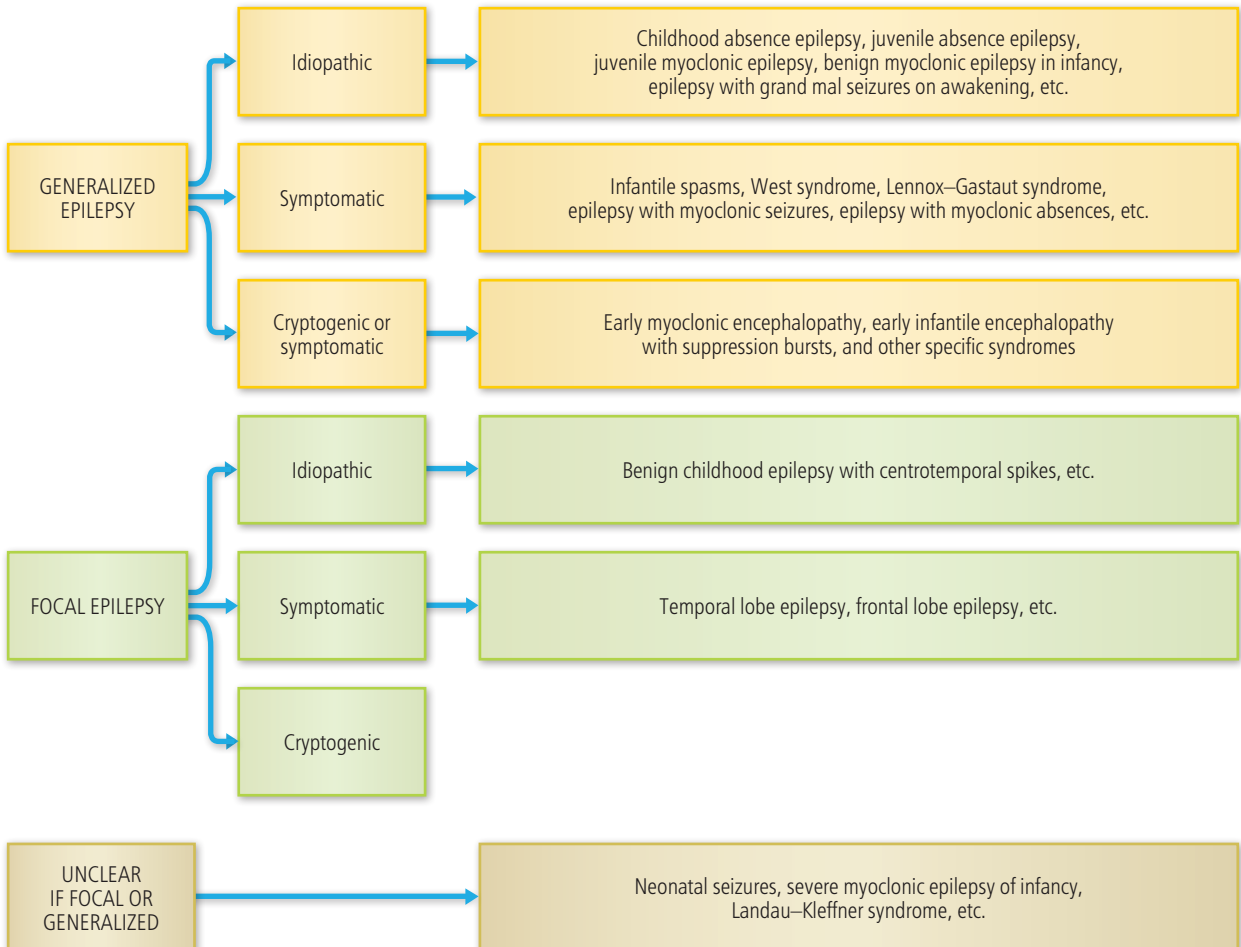 Idiopathic
Childhood absence epilepsy, juvenile absence epilepsy,
juvenile myoclonic epilepsy, benign myoclonic epilepsy in infancy,
epilepsy with grand mal seizures on awakening, etc.
GENERALIZED
EPILEPSY
Symptomatic
Infantile spasms, West syndrome, Lennox–Gastaut syndrome,
epilepsy with myoclonic seizures, epilepsy with myoclonic absences, etc.
Cryptogenic or
symptomatic
Early myoclonic encephalopathy, early infantile encephalopathy
with suppression bursts, and other specific syndromes
Idiopathic
Benign childhood epilepsy with centrotemporal spikes, etc.
FOCAL EPILEPSY
Symptomatic
Temporal lobe epilepsy, frontal lobe epilepsy, etc.
Cryptogenic
UNCLEAR
IF FOCAL OR
GENERALIZED
Neonatal seizures, severe myoclonic epilepsy of infancy,
Landau–Kleffner syndrome, etc.